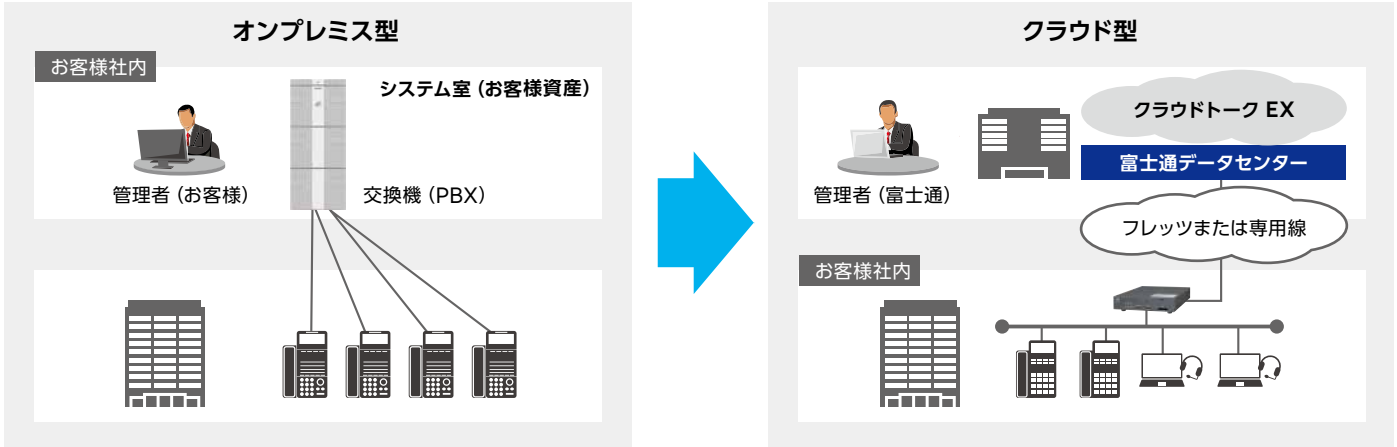 オンプレミス型
お客様社内
システム室（お客様資産）
管理者（お客様）
交換機（PBX）
クラウド型
クラウドトーク EX
富士通データセンター
管理者（富士通）
フレッツまたは専用線
お客様社内